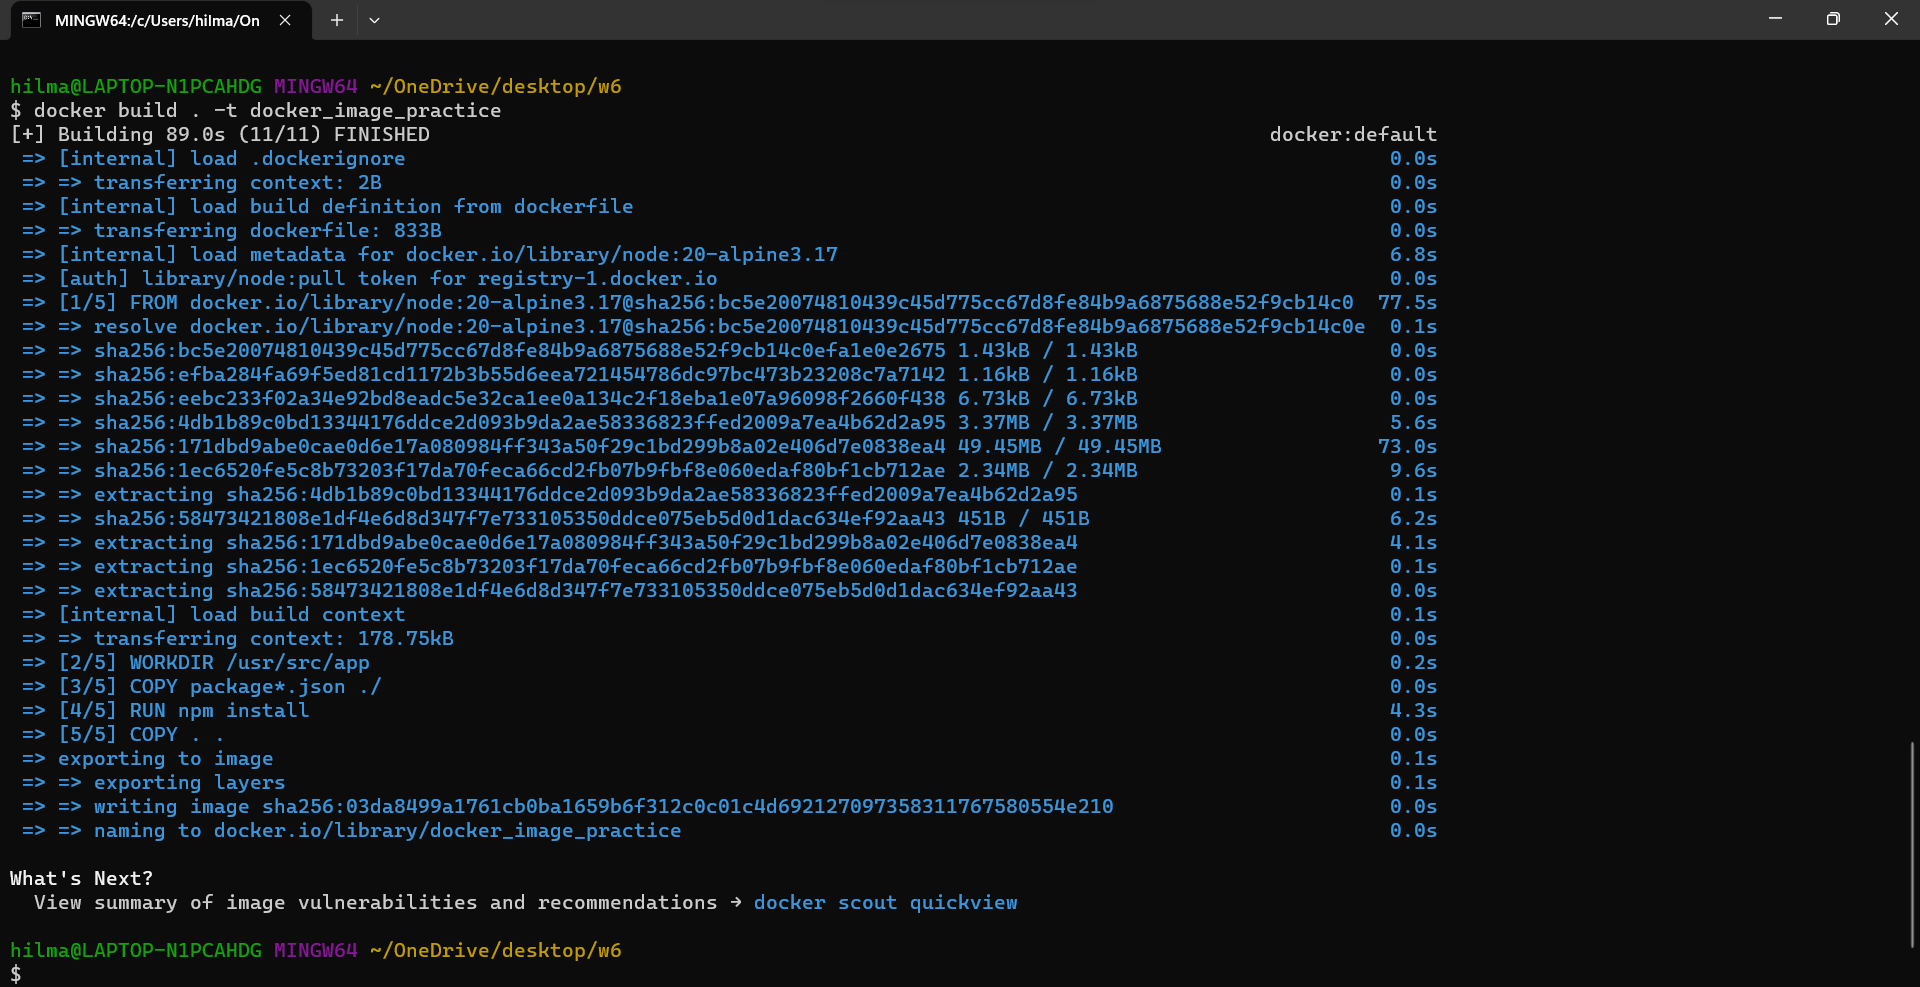 MINGW64:/c/Users/hilma/On
hilma@LAPTOP-N1PCAHDG MINGW64 ~/OneDrive/desktop/w6
$ docker build . -t docker_image_practice
[+] Building 89.0s (11/11) FINISHED docker:default
=> [internal] load .dockerignore 0.0s
=> => transferring context: 2B 0.0s
=> [internal] load build definition from dockerfile 0.0s
=> => transferring dockerfile: 833B 0.0s
=> [internal] load metadata for docker.io/library/node:20-alpine3.17 6.8s
=> [auth] library/node:pull token for registry-1.docker.io 0.0s
=> [1/5] FROM docker.io/library/node:20-alpine3.17@sha256:bc5e20074810439c45d775cc67d8fe84b9a6875688e52f9cb14c0 77.5s
=> => resolve docker.io/library/node:20-alpine3.17@sha256:bc5e20074810439c45d775cc67d8fe84b9a6875688e52f9cb14c0e 0.1s
=> => sha256:bc5e20074810439c45d775cc67d8fe84b9a6875688e52f9cb14c0efa1e0e2675 1.43kB / 1.43kB 0.0s
=> => sha256:efba284fa69f5ed81cd1172b3b55d6eea721454786dc97bc473b23208c7a7142 1.16kB / 1.16kB 0.0s
=> => sha256:eebc233f02a34e92bd8eadc5e32ca1ee0a134c2f18eba1e07a96098f2660f438 6.73kB / 6.73kB 0.0s
=> => sha256:4db1b89c0bd13344176ddce2d093b9da2ae58336823ffed2009a7ea4b62d2a95 3.37MB / 3.37MB 5.6s
=> => sha256:171dbd9abe0cae0d6e17a080984ff343a50f29c1bd299b8a02e406d7e0838ea4 49.45MB / 49.45MB 73.0s
=> => sha256:1ec6520fe5c8b73203f17da70feca66cd2fb07b9fbf8e060edaf80bf1cb712ae 2.34MB / 2.34MB 9.6s
=> => extracting sha256:4db1b89c0bd13344176ddce2d093b9da2ae58336823ffed2009a7ea4b62d2a95 0.1s
=> => sha256:58473421808e1df4e6d8d347f7e733105350ddce075eb5d0d1dac634ef92aa43 451B / 451B 6.2s
=> => extracting sha256:171dbd9abe0cae0d6e17a080984ff343a50f29c1bd299b8a02e406d7e0838ea4 4.1s
=> => extracting sha256:1ec6520fe5c8b73203f17da70feca66cd2fb07b9fbf8e060edaf80bf1cb712ae 0.1s
=> => extracting sha256:58473421808e1df4e6d8d347f7e733105350ddce075eb5d0d1dac634ef92aa43 0.0s
=> [internal] load build context 0.1s
=> => transferring context: 178.75kB 0.0s
=> [2/5] WORKDIR /usr/src/app 0.2s
=> [3/5] COPY package*.json ./ 0.0s
=> [4/5] RUN npm install 4.3s
=> [5/5] COPY . . 0.0s
=> exporting to image 0.1s
=> => exporting layers 0.1s
=> => writing image sha256:03da8499a1761cb0ba1659b6f312c0c01c4d6921270973583117675805​54e210 0.0s
=> => naming to docker.io/library/docker_image_practice 0.0s
What's Next?
View summary of image vulnerabilities and recommendations → docker scout quickview
hilma@LAPTOP-N1PCAHDG MINGW64 ~/OneDrive/desktop/w6
$